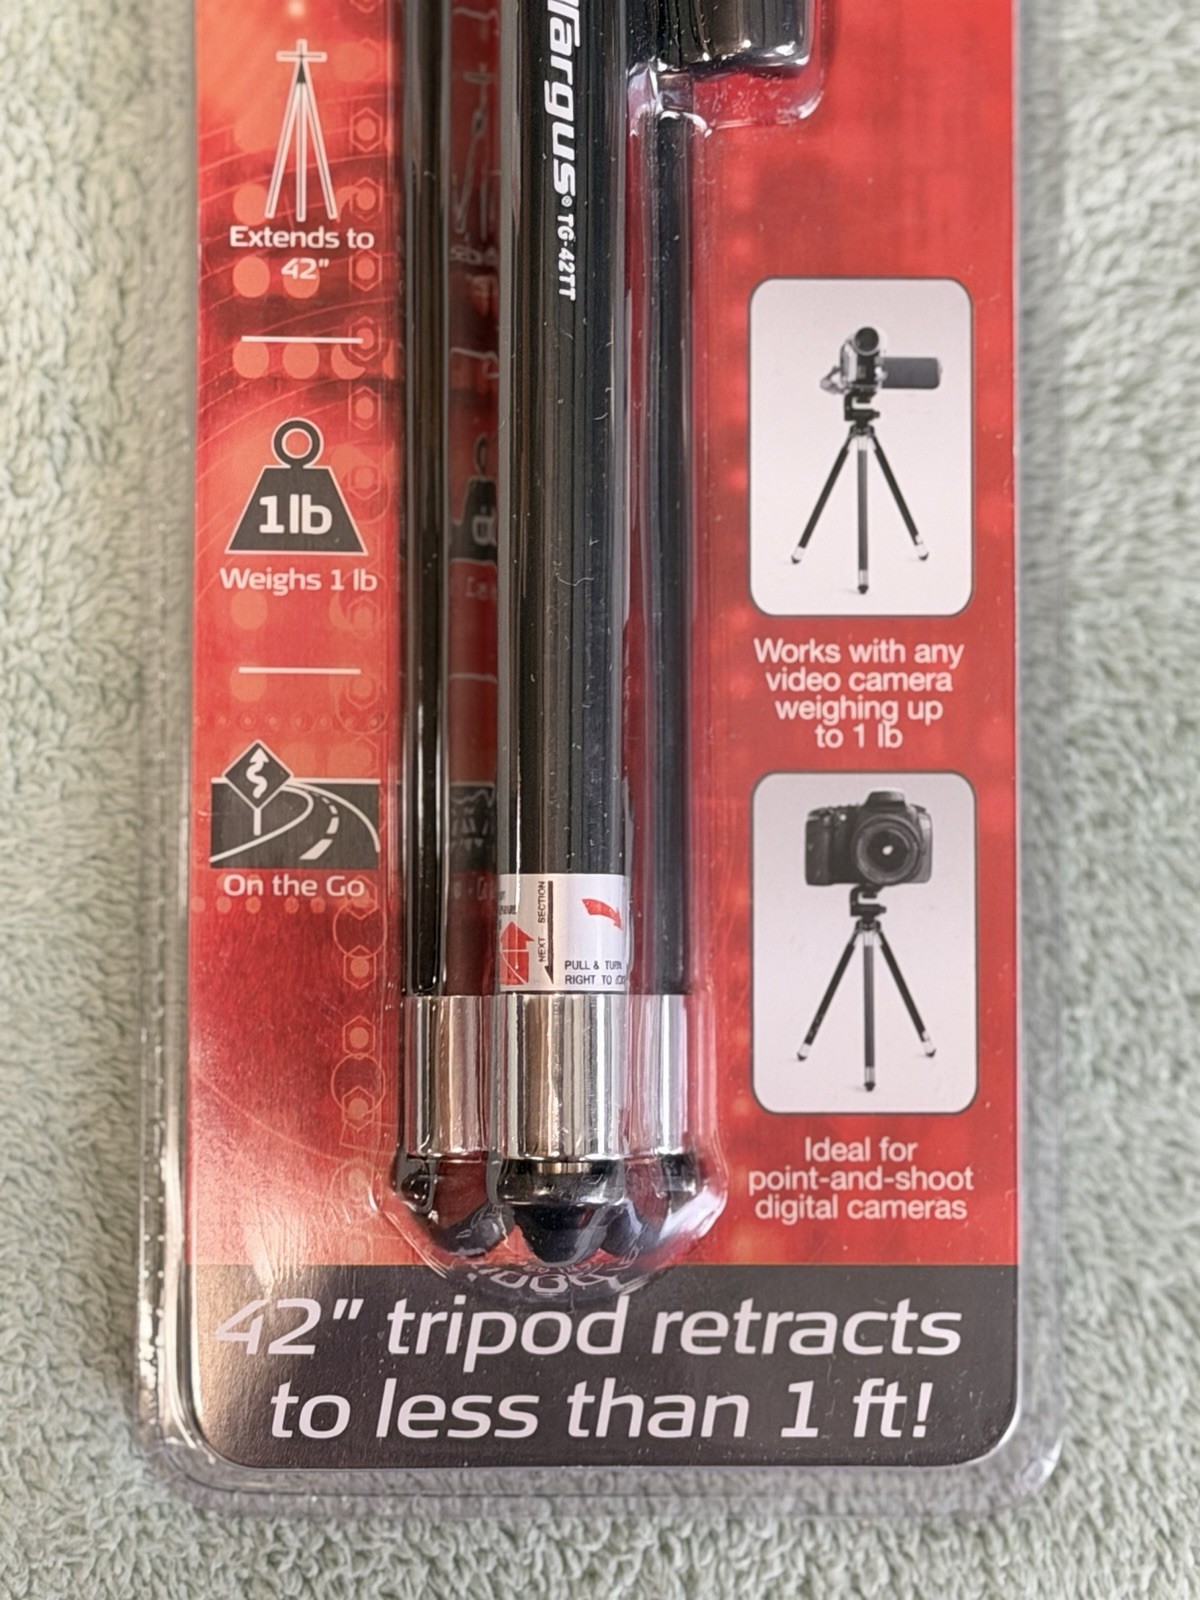 Targus® TG-42TT
Extends to
42"
1lb
Weighs 1 lb
On the Go
NEXT SECTION
PULL & TURN
RIGHT TO
Works with any
video camera
weighing up
to 1 lb
Ideal for
point-and-shoot
digital cameras
42" tripod retracts
to less than 1 ft!